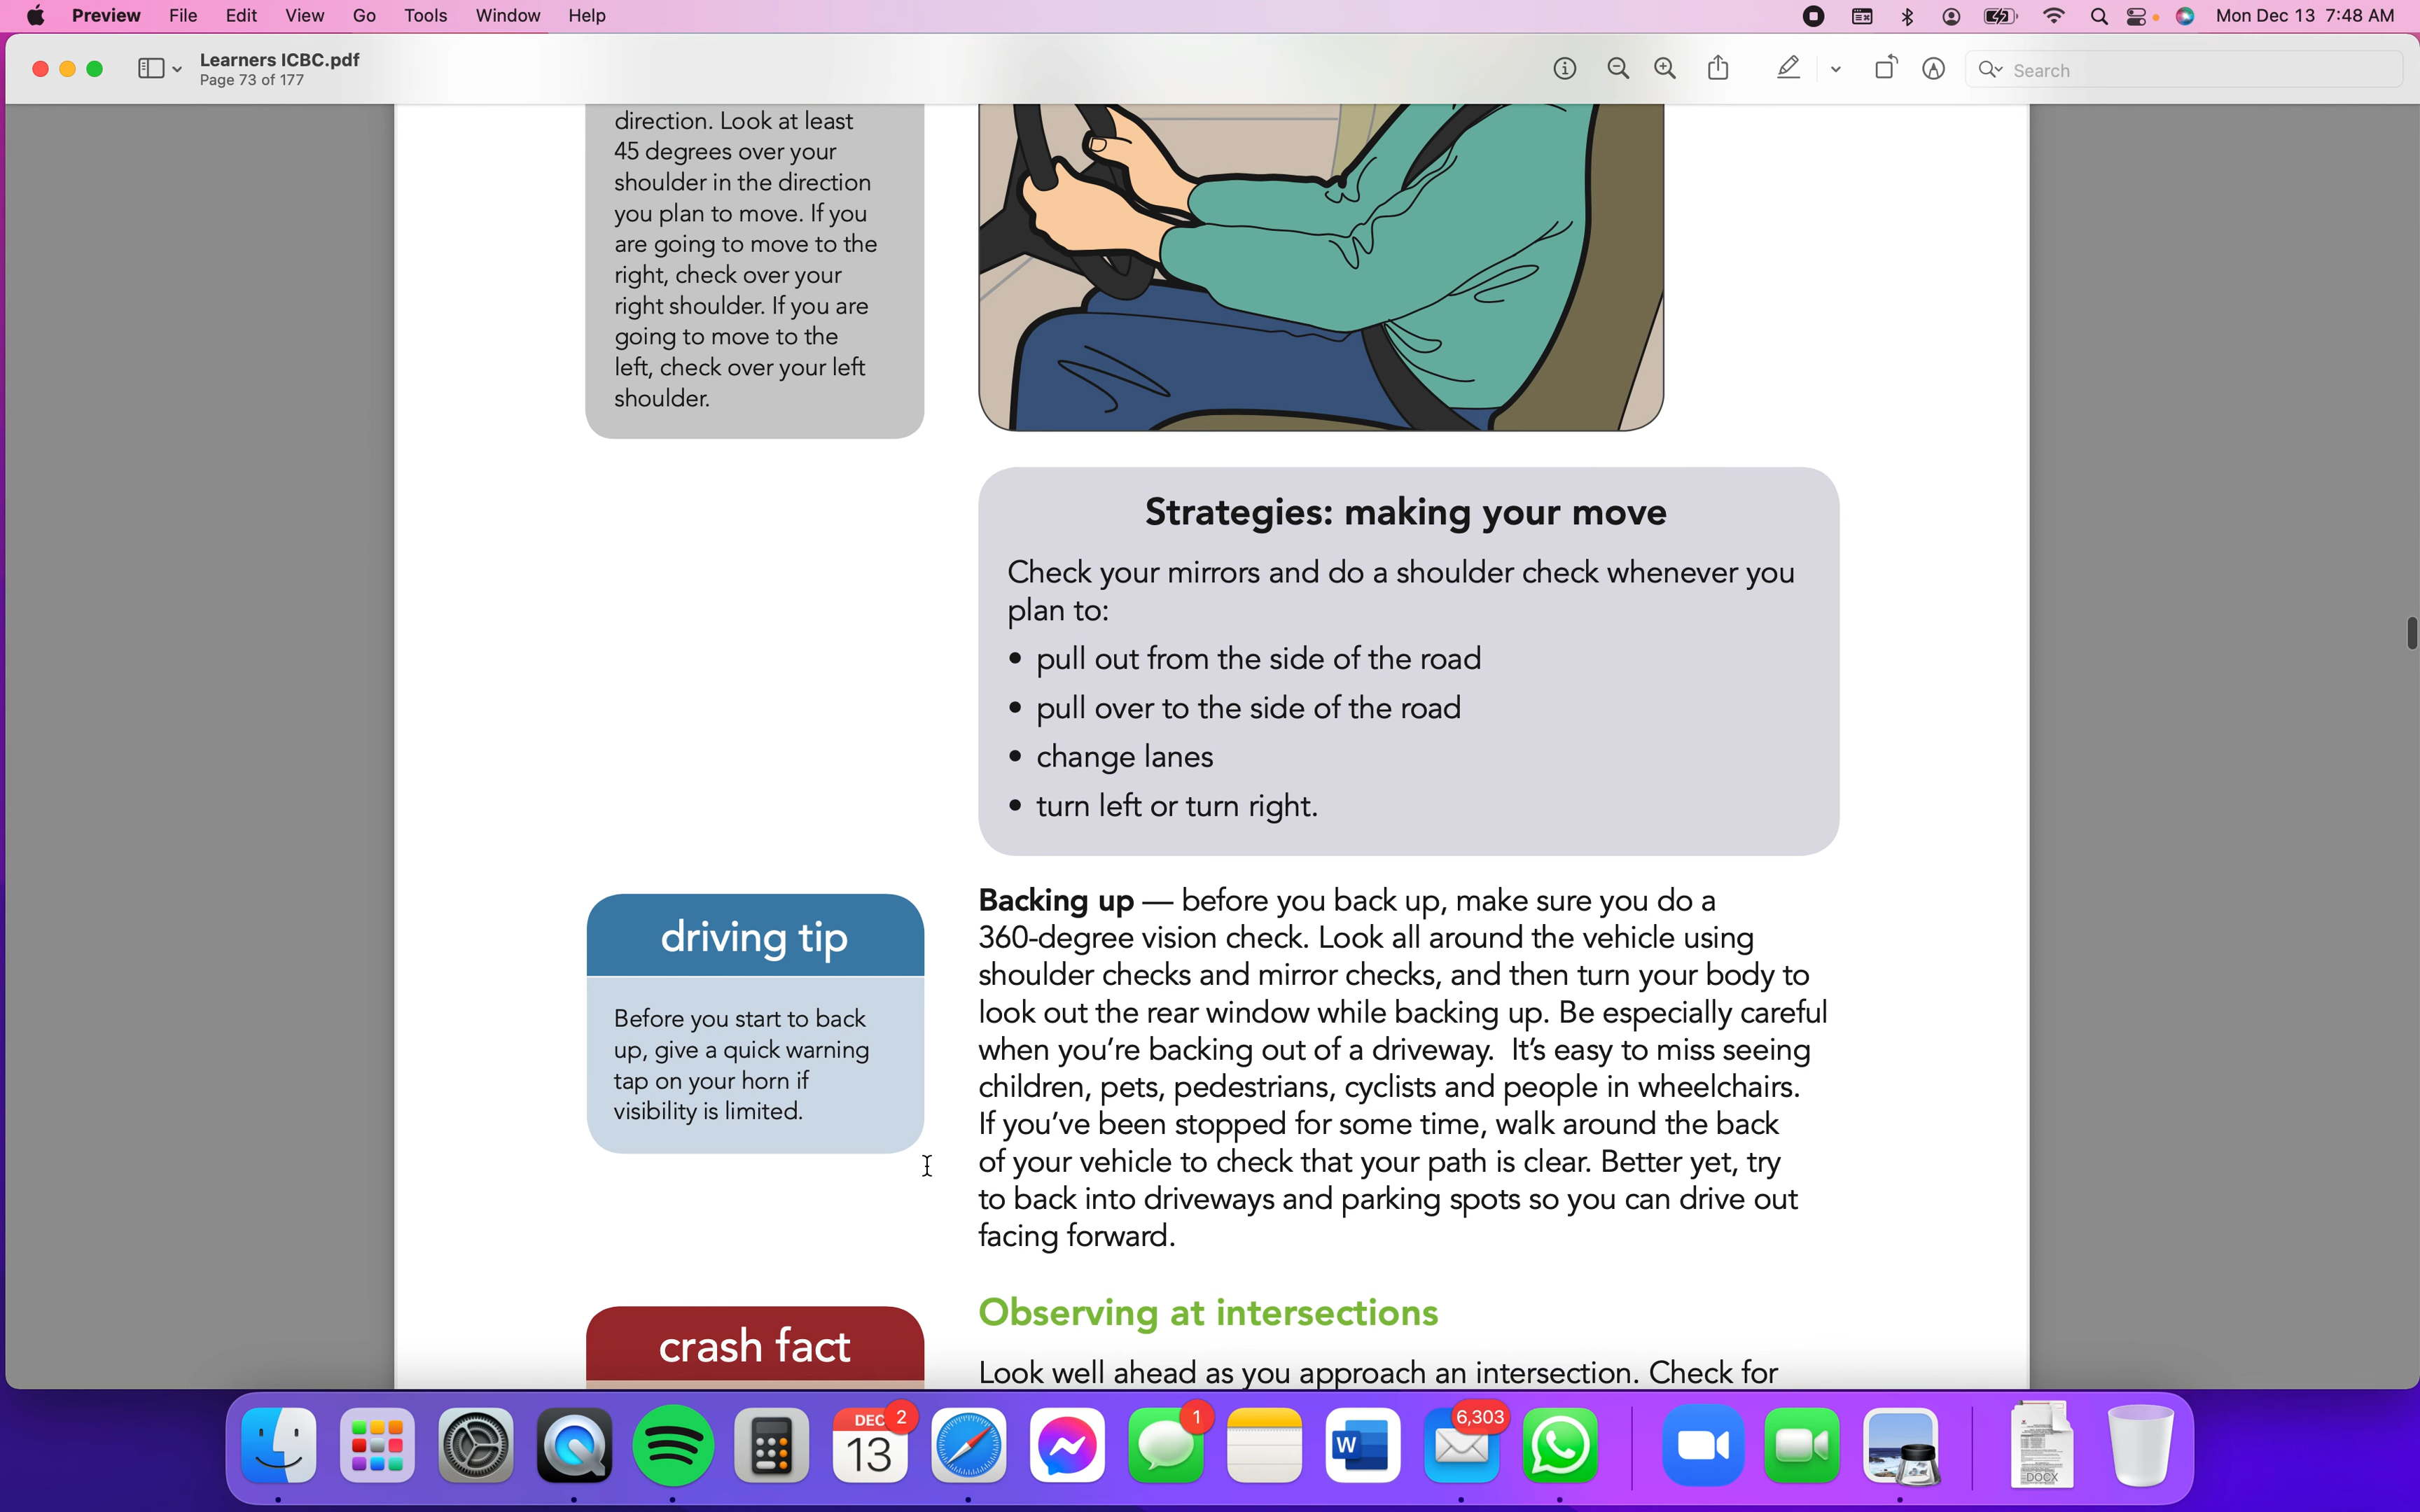 Preview File Edit View Go Tools Window Help
Mon Dec 13 7:48 AM
Learners ICBC.pdf
Page 73 of 177
Search
direction. Look at least
45 degrees over your
shoulder in the direction
you plan to move. If you
are going to move to the
right, check over your
right shoulder. If you are
going to move to the
left, check over your left
shoulder.
Strategies: making your move
Check your mirrors and do a shoulder check whenever you
plan to:
• pull out from the side of the road
• pull over to the side of the road
• change lanes
• turn left or turn right.
driving tip
Before you start to back
up, give a quick warning
tap on your horn if
visibility is limited.
Backing up — before you back up, make sure you do a
360-degree vision check. Look all around the vehicle using
shoulder checks and mirror checks, and then turn your body to
look out the rear window while backing up. Be especially careful
when you’re backing out of a driveway.  It’s easy to miss seeing
children, pets, pedestrians, cyclists and people in wheelchairs.
If you’ve been stopped for some time, walk around the back
of your vehicle to check that your path is clear. Better yet, try
to back into driveways and parking spots so you can drive out
facing forward.
crash fact
Observing at intersections
Look well ahead as you approach an intersection. Check for
DEC 2
13
1
W
6,303
DOCX